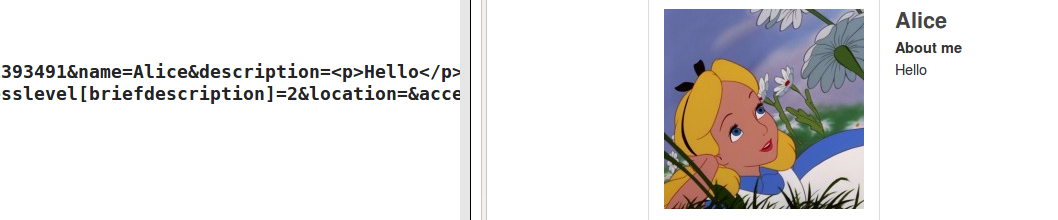 393491&name=Alice&description=<p>Hello</p>
sslevel[briefdescription]=2&location=&acce
Alice
About me
Hello